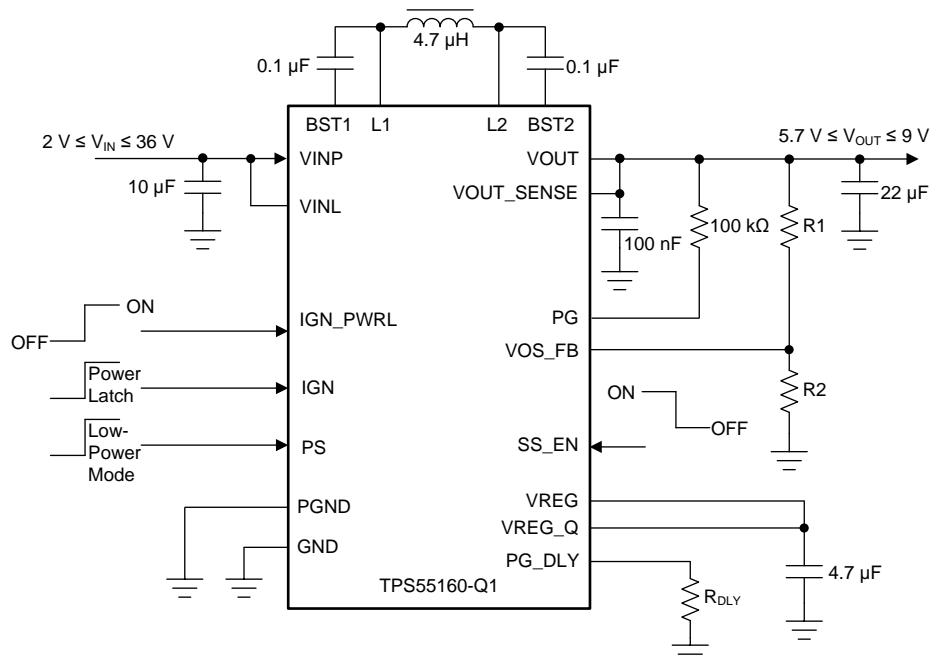 4.7 µH
0.1 µF
0.1 µF
BST1
L1
L2
BST2
2 V ≤ VIN ≤ 36 V
5.7 V ≤ VOUT ≤ 9 V
VINP
VOUT
10 µF
VINL
VOUT_SENSE
22 µF
100 nF
100 kΩ
R1
ON
OFF
IGN_PWRL
PG
VOS_FB
Power
Latch
IGN
R2
ON
OFF
Low-
Power
Mode
PS
SS_EN
PGND
VREG
VREG_Q
GND
PG_DLY
4.7 µF
TPS55160-Q1
RDLY